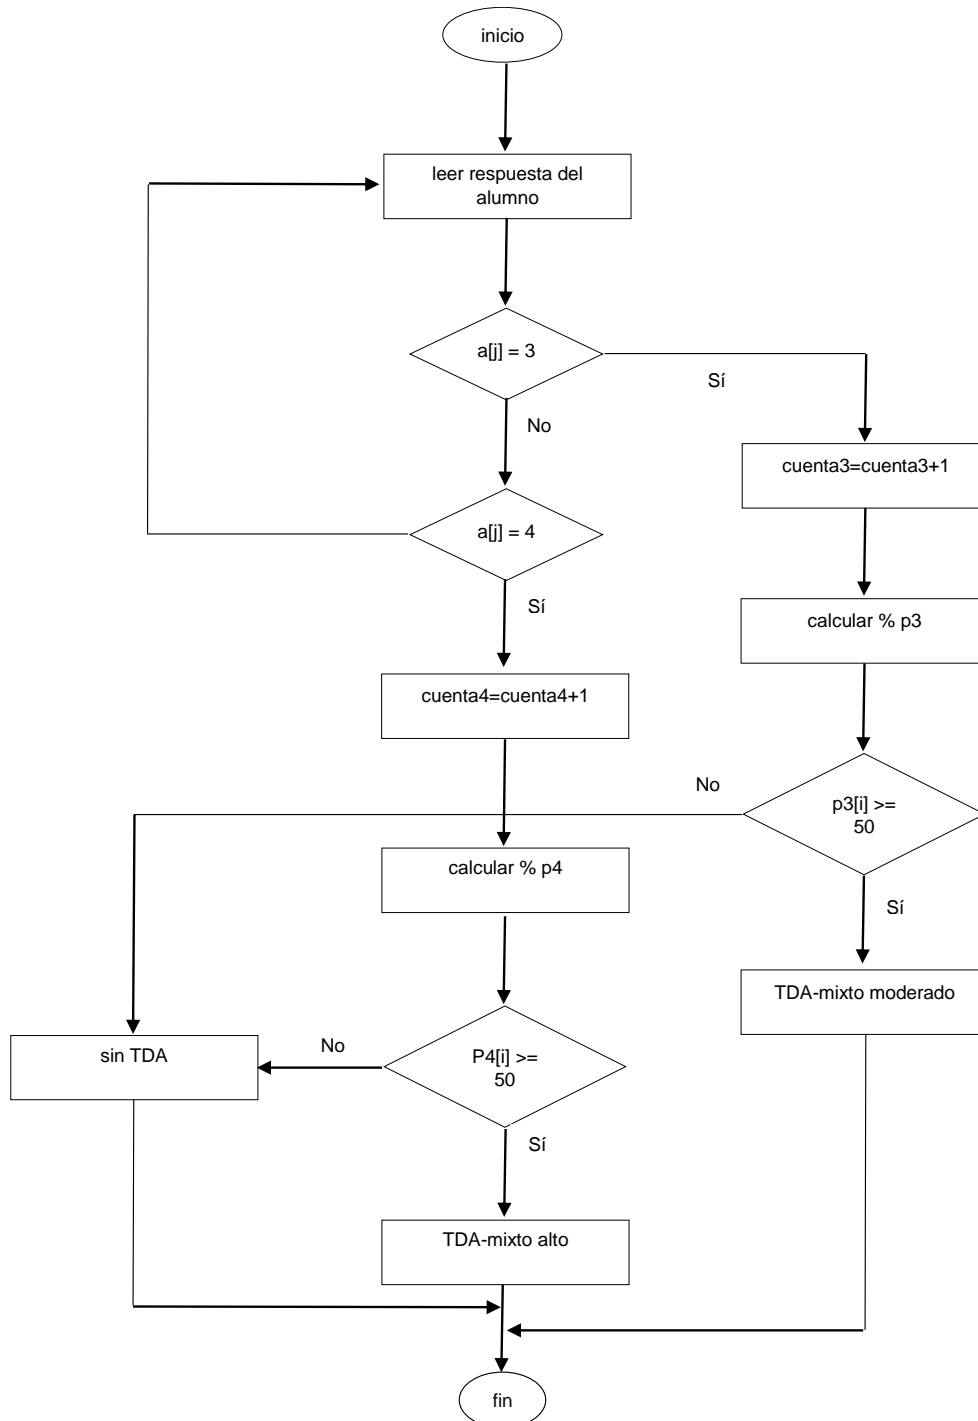 inicio
leer respuesta del
alumno
a[j] = 3
Sí
No
cuenta3=cuenta3+1
a[j] = 4
Sí
calcular % p3
cuenta4=cuenta4+1
No
p3[i] >=
50
calcular % p4
Sí
TDA-mixto moderado
sin TDA
No
P4[i] >=
50
Sí
TDA-mixto alto
fin